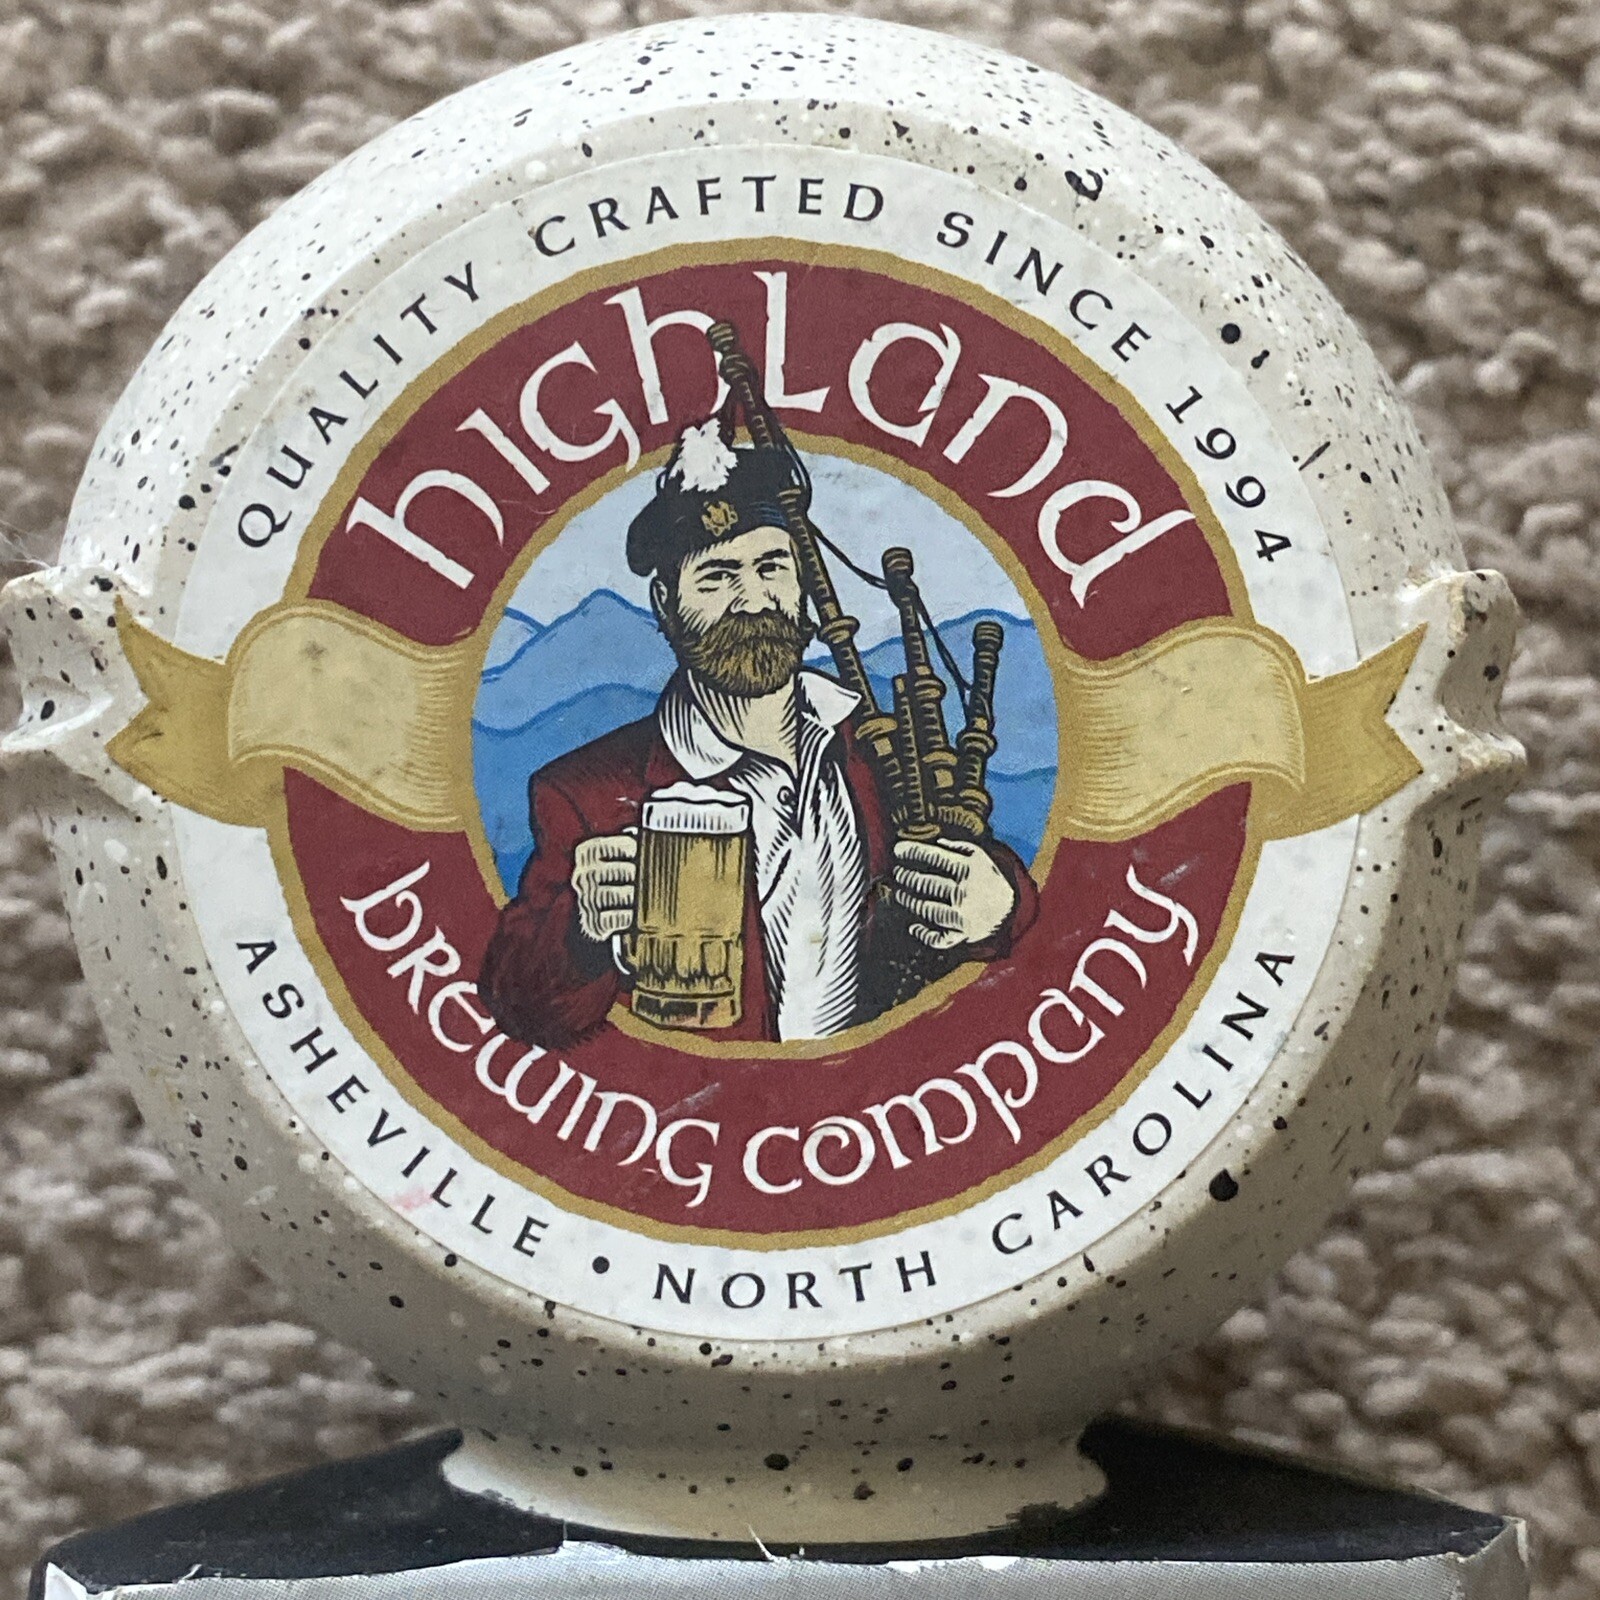 QUALITY CRAFTED SINCE 1994
highland
brewing company
ASHEVILLE • NORTH CAROLINA